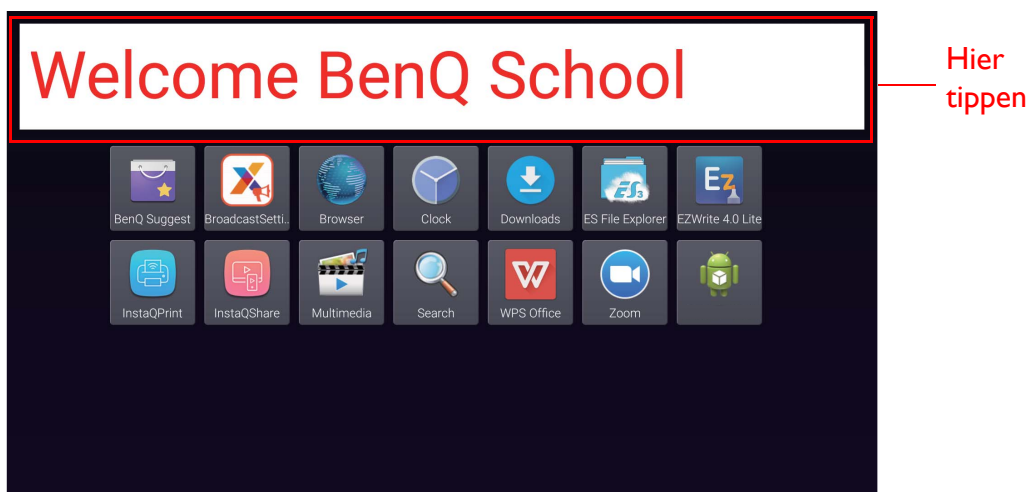 Welcome BenQ School
Hier
tippen
BenQ Suggest BroadcastSetti.. Browser Clock Downloads ES File Explorer EZWrite 4.0 Lite
InstaQPrint InstaQShare Multimedia Search WPS Office Zoom